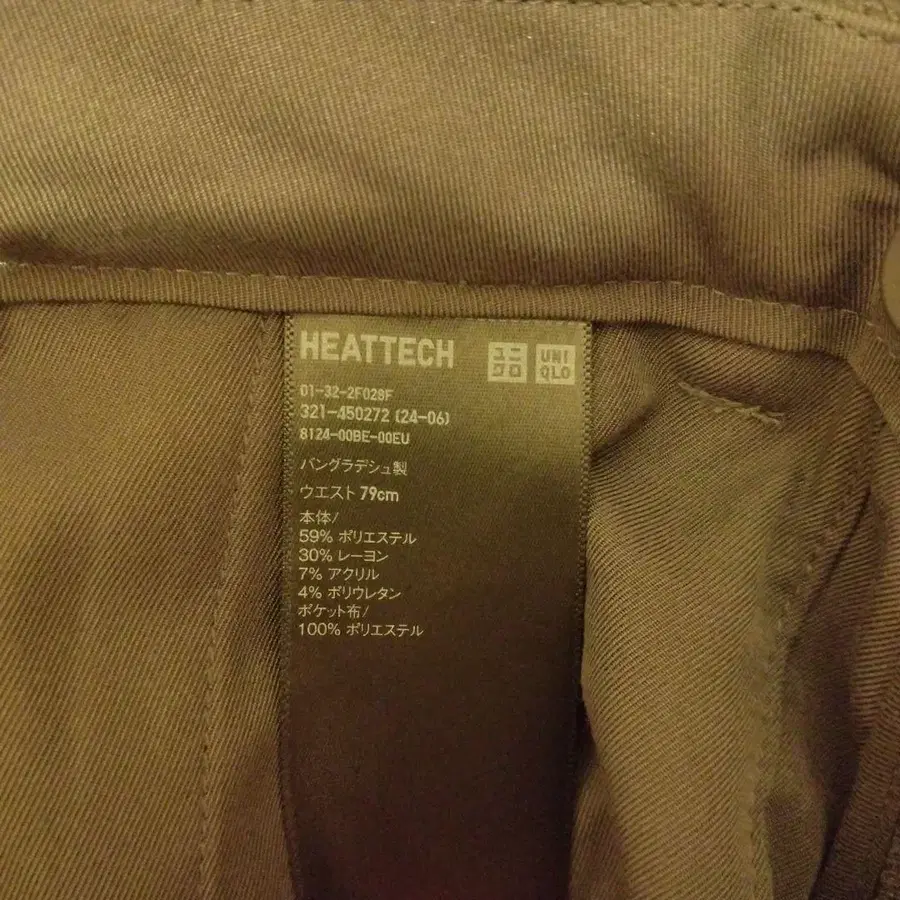 HEATTECH
ユニ
クロ
UNI
QLO
01-32-2F028F
321-450272 (24-06)
8124-00BE-00EU
バングラデシュ製
ウエスト 79cm
本体/
59% ポリエステル
30% レーヨン
7% アクリル
4% ポリウレタン
ポケット布/
100% ポリエステル